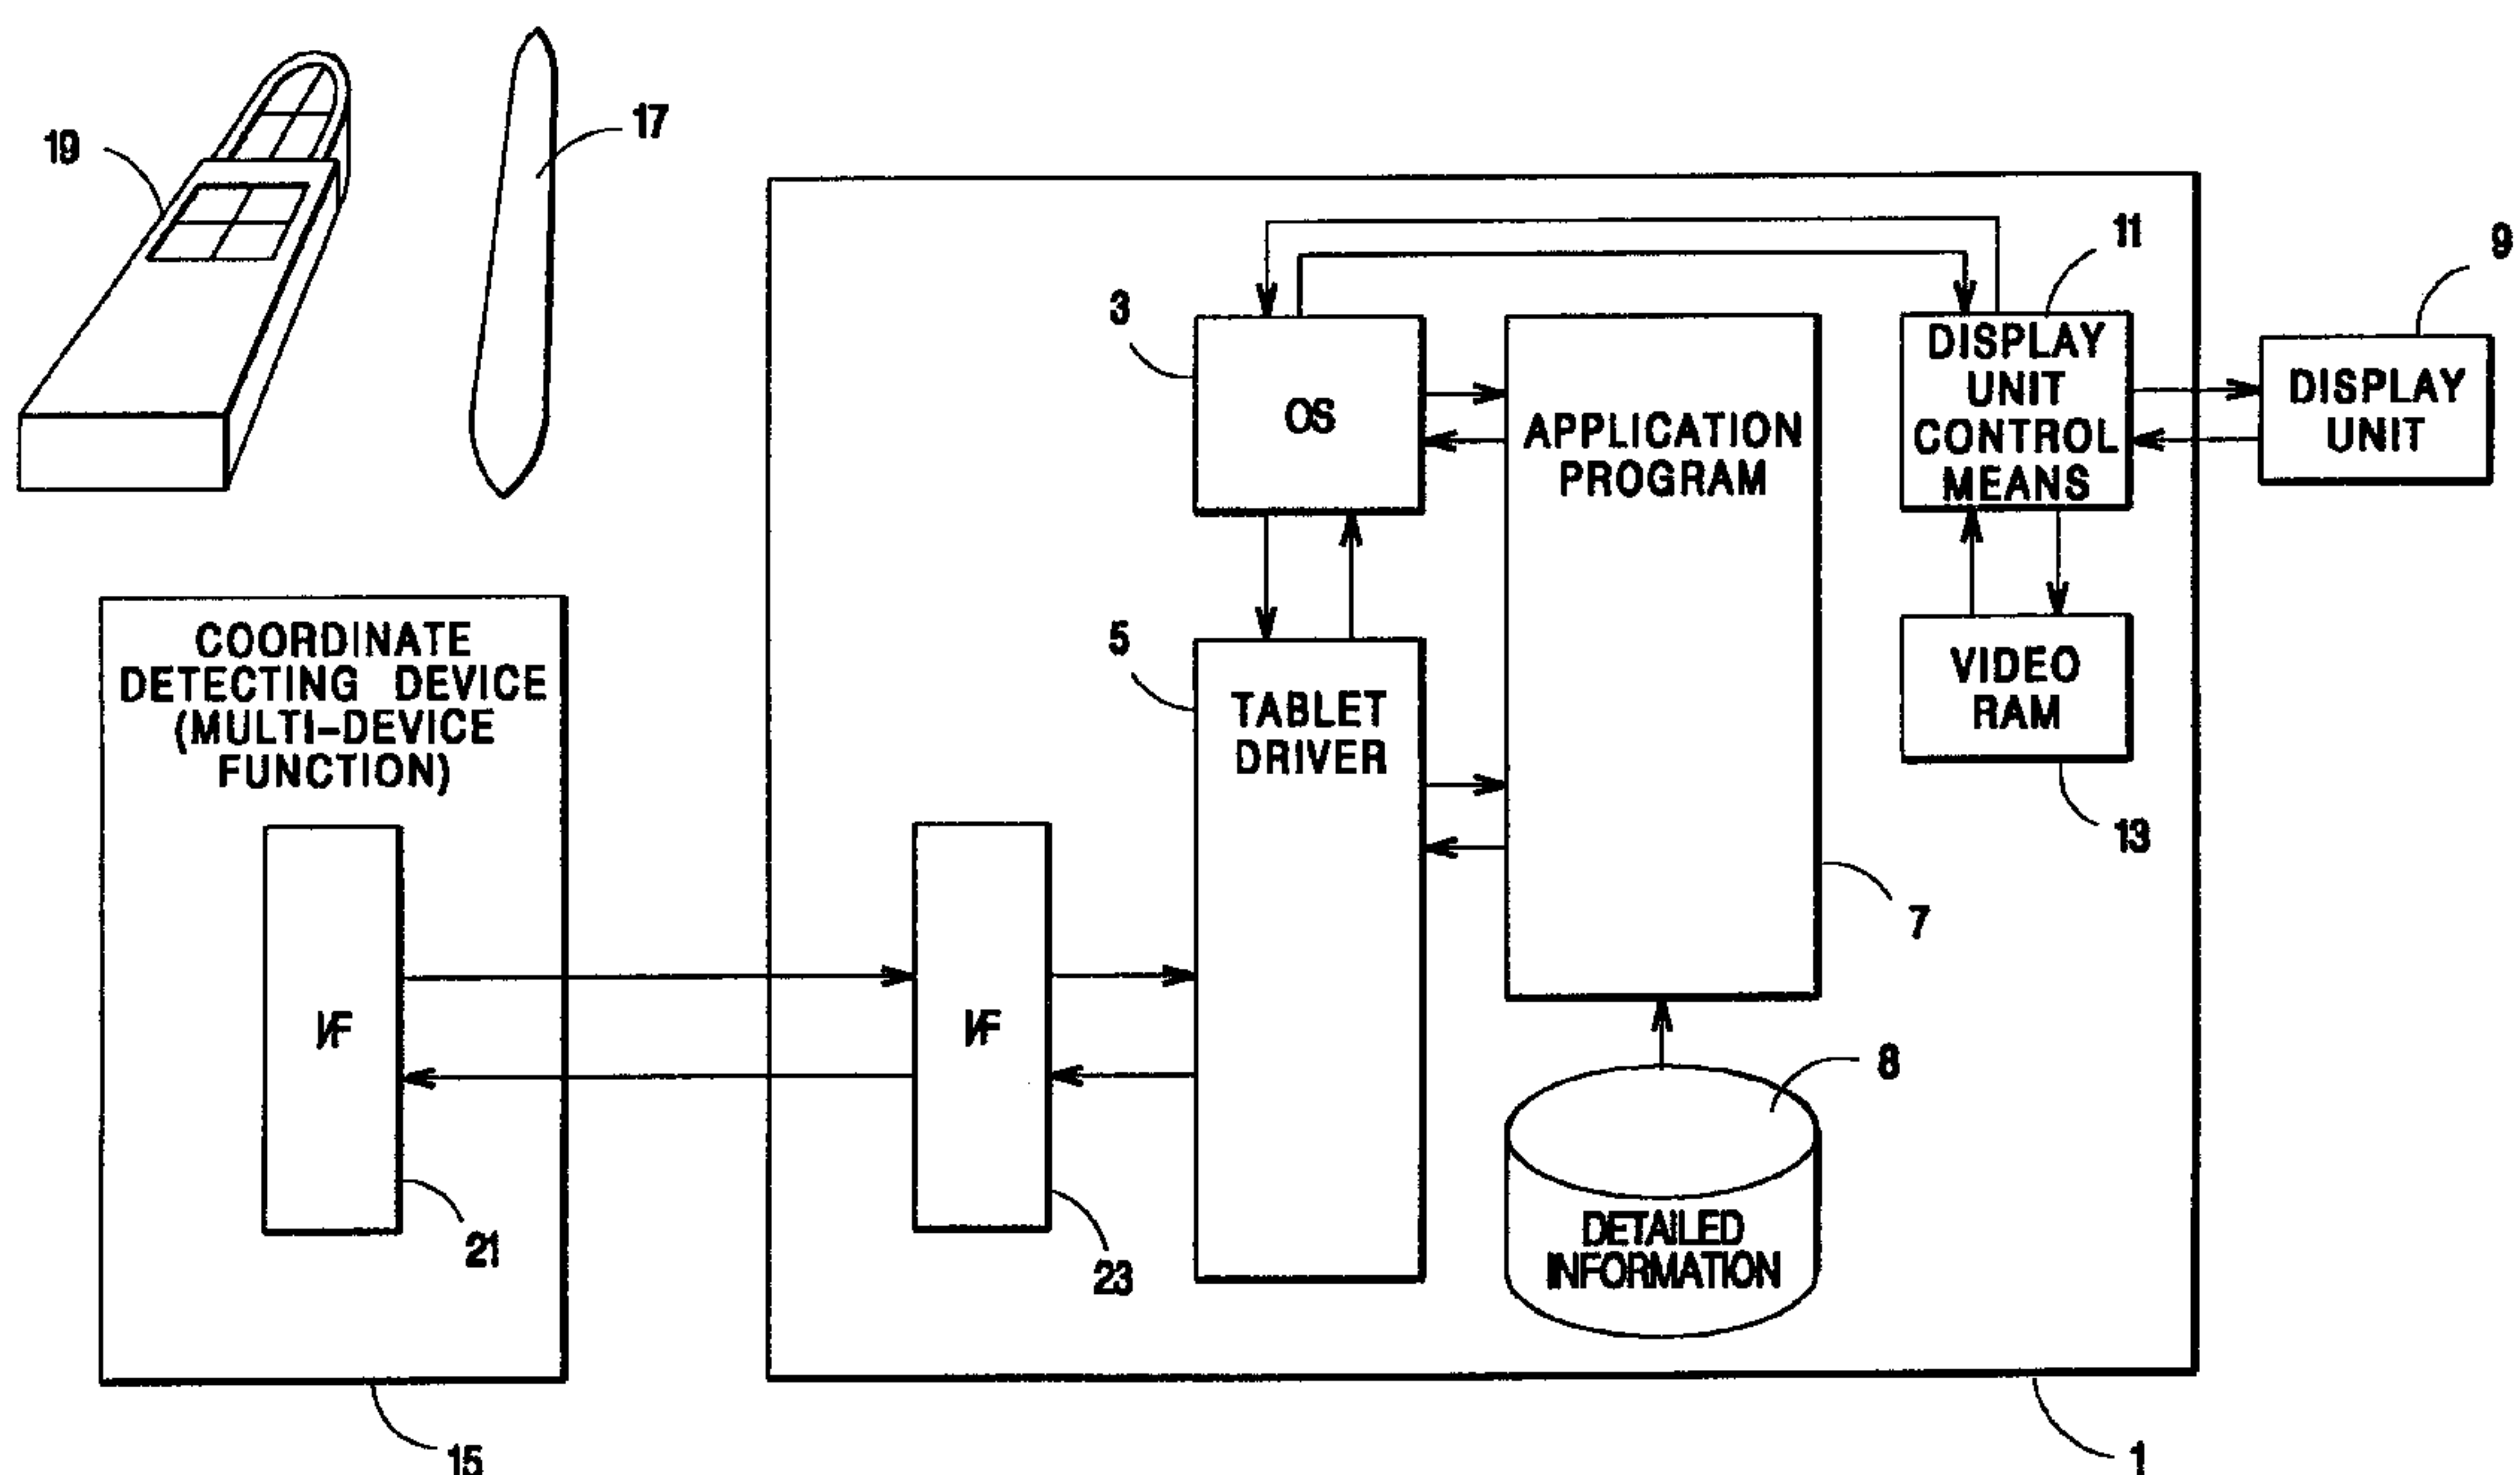 19
17
11
9
3
OS
APPLICATION
PROGRAM
DISPLAY
UNIT
CONTROL
MEANS
DISPLAY
UNIT
COORDINATE
DETECTING DEVICE
(MULTI-DEVICE
FUNCTION)
5
TABLET
DRIVER
VIDEO
RAM
13
7
I/F
I/F
8
21
23
DETAILED
INFORMATION
15
1